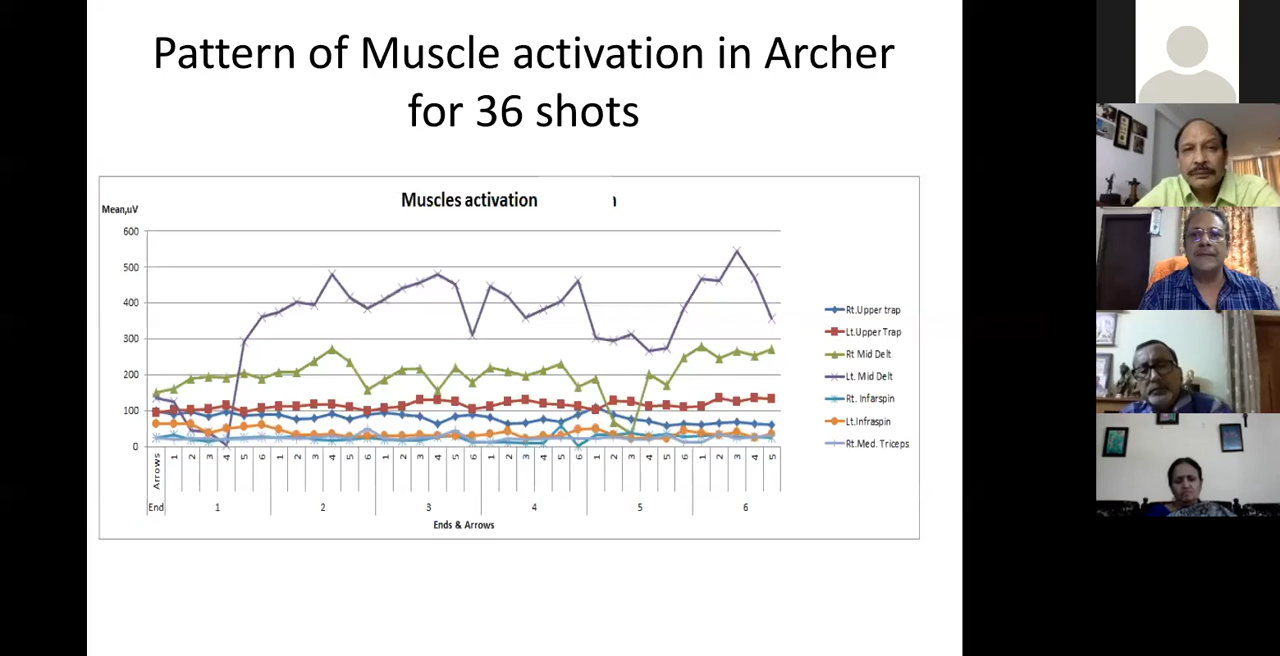 Pattern of Muscle activation in Archer
for 36 shots
Muscles activation
Mean,uV
600
500
400
300
200
100
0
Rt.Upper trap
Lt.Upper Trap
Rt Mid Delt
Lt. Mid Delt
Rt. Infarspin
Lt.Infraspin
Rt.Med. Triceps
Arrows 1 2 3 4 5 6 1 2 3 4 5 6 1 2 3 4 5 6 1 2 3 4 5 6 1 2 3 4 5 6 1 2 3 4 5
End 1 2 3 4 5 6
Ends & Arrows